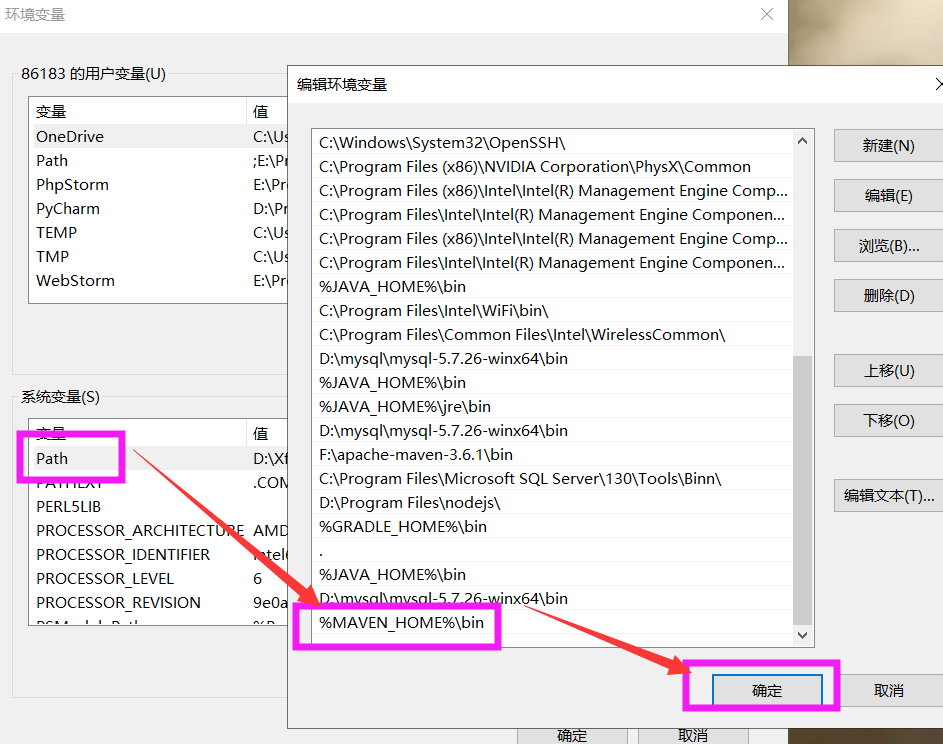 环境变量
86183 的用户变量(U)
变量 值
OneDrive C:\Us
Path ;E:\Pr
PhpStorm E:\Pr
PyCharm D:\Pr
TEMP C:\Us
TMP C:\Us
WebStorm E:\Pr
系统变量(S)
变量 值
Path D:\Xf
PATHEXT .COM
PERL5LIB
PROCESSOR_ARCHITECTURE AMD
PROCESSOR_IDENTIFIER Intel
PROCESSOR_LEVEL 6
PROCESSOR_REVISION 9e0a
编辑环境变量
C:\Windows\System32\OpenSSH\
C:\Program Files (x86)\NVIDIA Corporation\PhysX\Common
C:\Program Files (x86)\Intel\Intel(R) Management Engine Comp...
C:\Program Files\Intel\Intel(R) Management Engine Componen...
C:\Program Files (x86)\Intel\Intel(R) Management Engine Comp...
C:\Program Files\Intel\Intel(R) Management Engine Componen...
%JAVA_HOME%\bin
C:\Program Files\Intel\WiFi\bin\
C:\Program Files\Common Files\Intel\WirelessCommon\
D:\mysql\mysql-5.7.26-winx64\bin
%JAVA_HOME%\bin
%JAVA_HOME%\jre\bin
D:\mysql\mysql-5.7.26-winx64\bin
F:\apache-maven-3.6.1\bin
C:\Program Files\Microsoft SQL Server\130\Tools\Binn\
D:\Program Files\nodejs\
%GRADLE_HOME%\bin
.
%JAVA_HOME%\bin
D:\mysql\mysql-5.7.26-winx64\bin
%MAVEN_HOME%\bin
新建(N)
编辑(E)
浏览(B)...
删除(D)
上移(U)
下移(O)
编辑文本(T)...
确定
取消
确定
取消